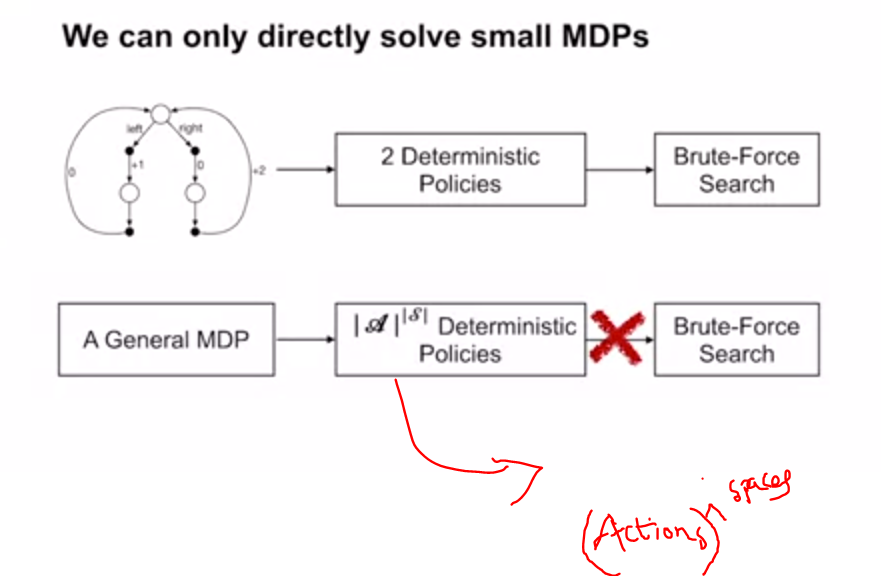 We can only directly solve small MDPs
left
right
0
+1
0
+2
2 Deterministic
Policies
Brute-Force
Search
A General MDP
|𝒜|^|𝒮| Deterministic
Policies
Brute-Force
Search
(Actions)^ spaces